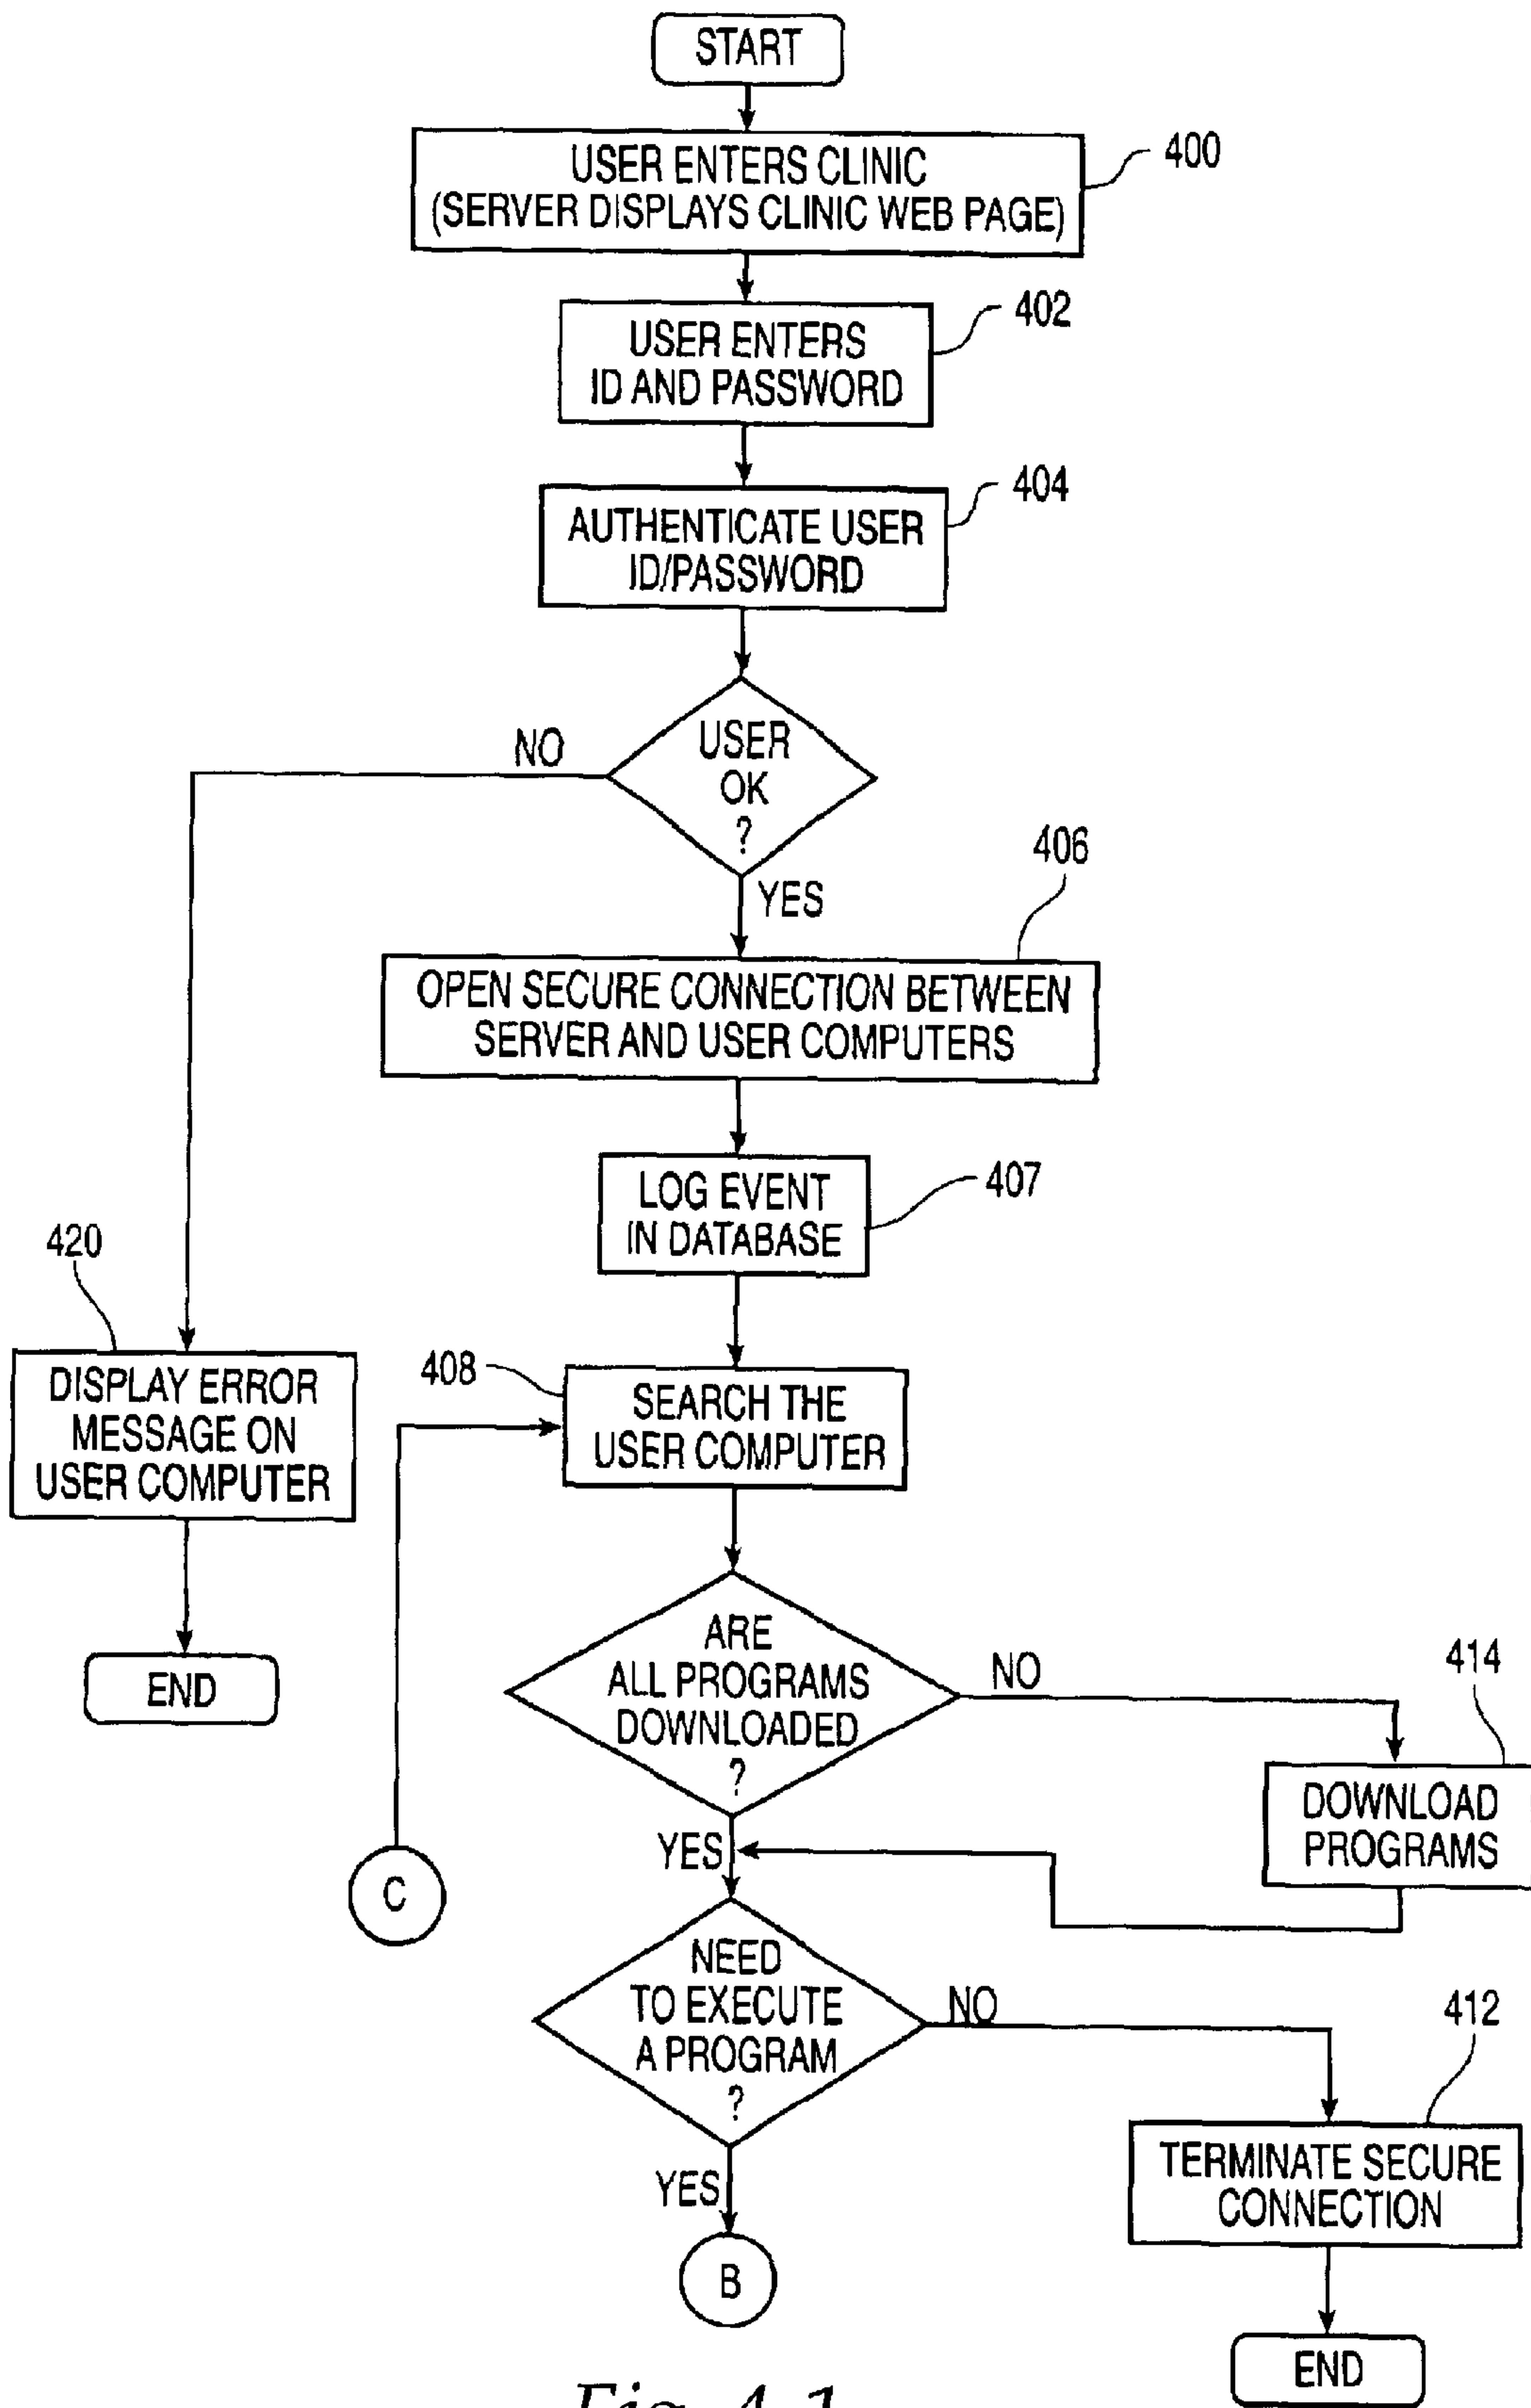 START
USER ENTERS CLINIC
(SERVER DISPLAYS CLINIC WEB PAGE)
400
USER ENTERS
ID AND PASSWORD
402
AUTHENTICATE USER
ID/PASSWORD
404
USER
OK
?
NO
YES
406
OPEN SECURE CONNECTION BETWEEN
SERVER AND USER COMPUTERS
LOG EVENT
IN DATABASE
407
420
DISPLAY ERROR
MESSAGE ON
USER COMPUTER
END
408
SEARCH THE
USER COMPUTER
ARE
ALL PROGRAMS
DOWNLOADED
?
NO
414
DOWNLOAD
PROGRAMS
YES
C
NEED
TO EXECUTE
A PROGRAM
?
NO
412
TERMINATE SECURE
CONNECTION
YES
B
END
Fig. 4.1